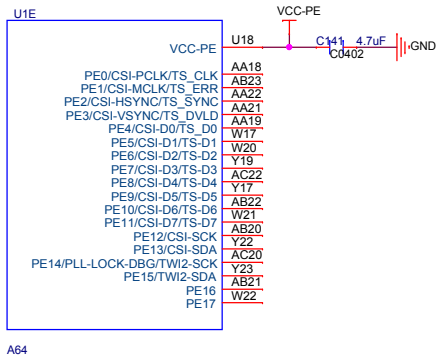 U1E
VCC-PE
VCC-PE U18 C141 4.7uF GND
C0402
PE0/CSI-PCLK/TS_CLK AA18
PE1/CSI-MCLK/TS_ERR AB23
PE2/CSI-HSYNC/TS_SYNC AA22
PE3/CSI-VSYNC/TS_DVLD AA21
PE4/CSI-D0/TS_D0 AA19
PE5/CSI-D1/TS-D1 W17
PE6/CSI-D2/TS-D2 W20
PE7/CSI-D3/TS-D3 Y19
PE8/CSI-D4/TS-D4 AC22
PE9/CSI-D5/TS-D5 Y17
PE10/CSI-D6/TS-D6 AB22
PE11/CSI-D7/TS-D7 W21
PE12/CSI-SCK AB20
PE13/CSI-SDA Y22
PE14/PLL-LOCK-DBG/TWI2-SCK AC20
PE15/TWI2-SDA Y23
PE16 AB21
PE17 W22
A64